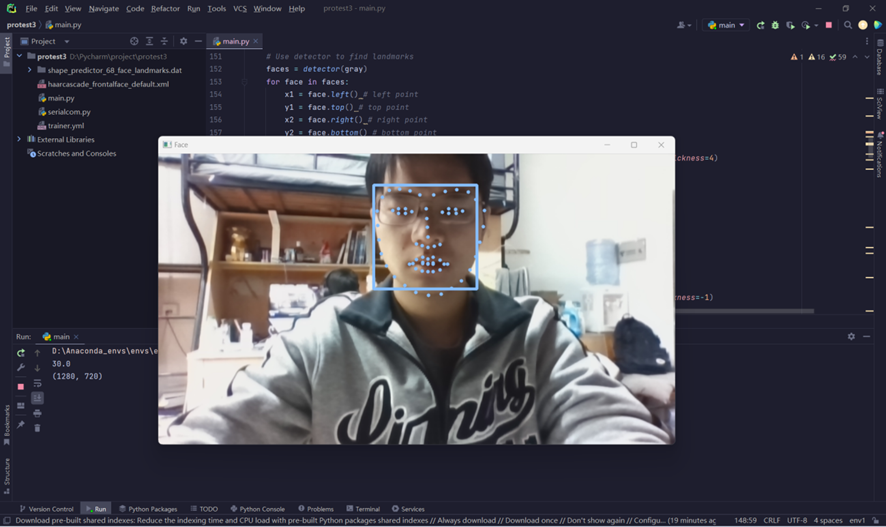 File Edit View Navigate Code Refactor Run Tools VCS Window Help protest3 - main.py
protest3 main.py
main
Project
main.py
protest3 D:\Pycharm\project\protest3
shape_predictor_68_face_landmarks.dat
haarcascade_frontalface_default.xml
main.py
serialcom.py
trainer.yml
External Libraries
Scratches and Consoles
1 16 59
151 # Use detector to find landmarks
152 faces = detector(gray)
153 for face in faces:
154 x1 = face.left() # left point
155 y1 = face.top() # top point
156 x2 = face.right() # right point
157 y2 = face.bottom() # bottom point
ckness=4)
ckness=-1)
Face
Lining
Run: main
D:\Anaconda_envs\envs\e
30.0
(1280, 720)
Project
Bookmarks
Structure
Database
SciView
Notifications
Version Control Run Python Packages TODO Python Console Problems Terminal Services
Download pre-built shared indexes: Reduce the indexing time and CPU load with pre-built Python packages shared indexes // Always download // Download once // Don't show again // Configu... (19 minutes ag 148:59 CRLF UTF-8 4 spaces env1